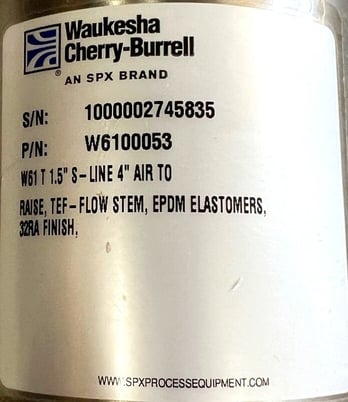 Waukesha
Cherry-Burrell
®
AN SPX BRAND
S/N: 1000002745835
P/N: W6100053
W61 T 1.5" S-LINE 4" AIR TO
RAISE, TEF-FLOW STEM, EPDM ELASTOMERS,
32RA FINISH,
WWW.SPXPROCESSEQUIPMENT.COM